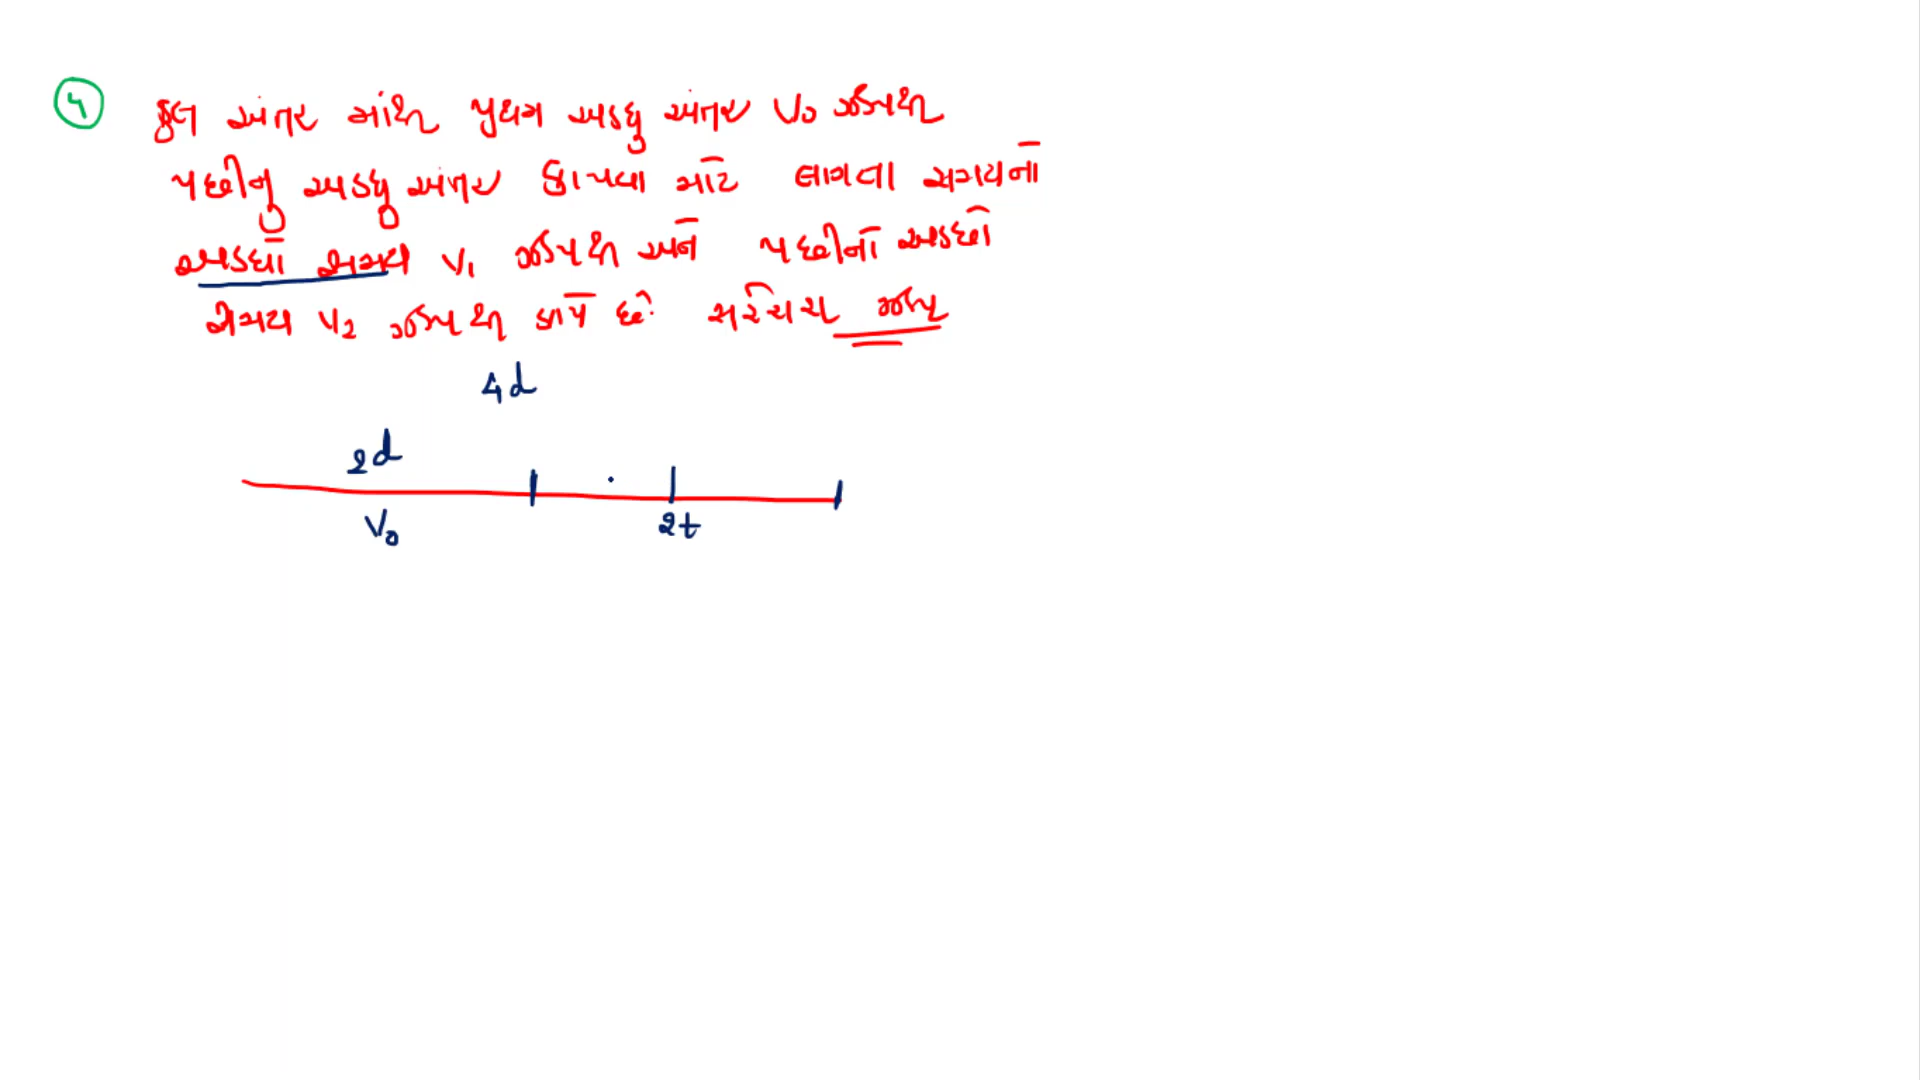 ૫ કુલ અંતર માંથી પ્રથમ અડધુ અંતર V₀ ઝડપથી
પછીનુ અડધુ અંતર કાપવા માટે લાગતા સમયનો
અડધો સમય V₁ ઝડપથી અને પછીનો અડધો
સમય V₂ ઝડપથી કાપે છે. સરેરાશ ઝડપ
4d
2d
V₀ 2t